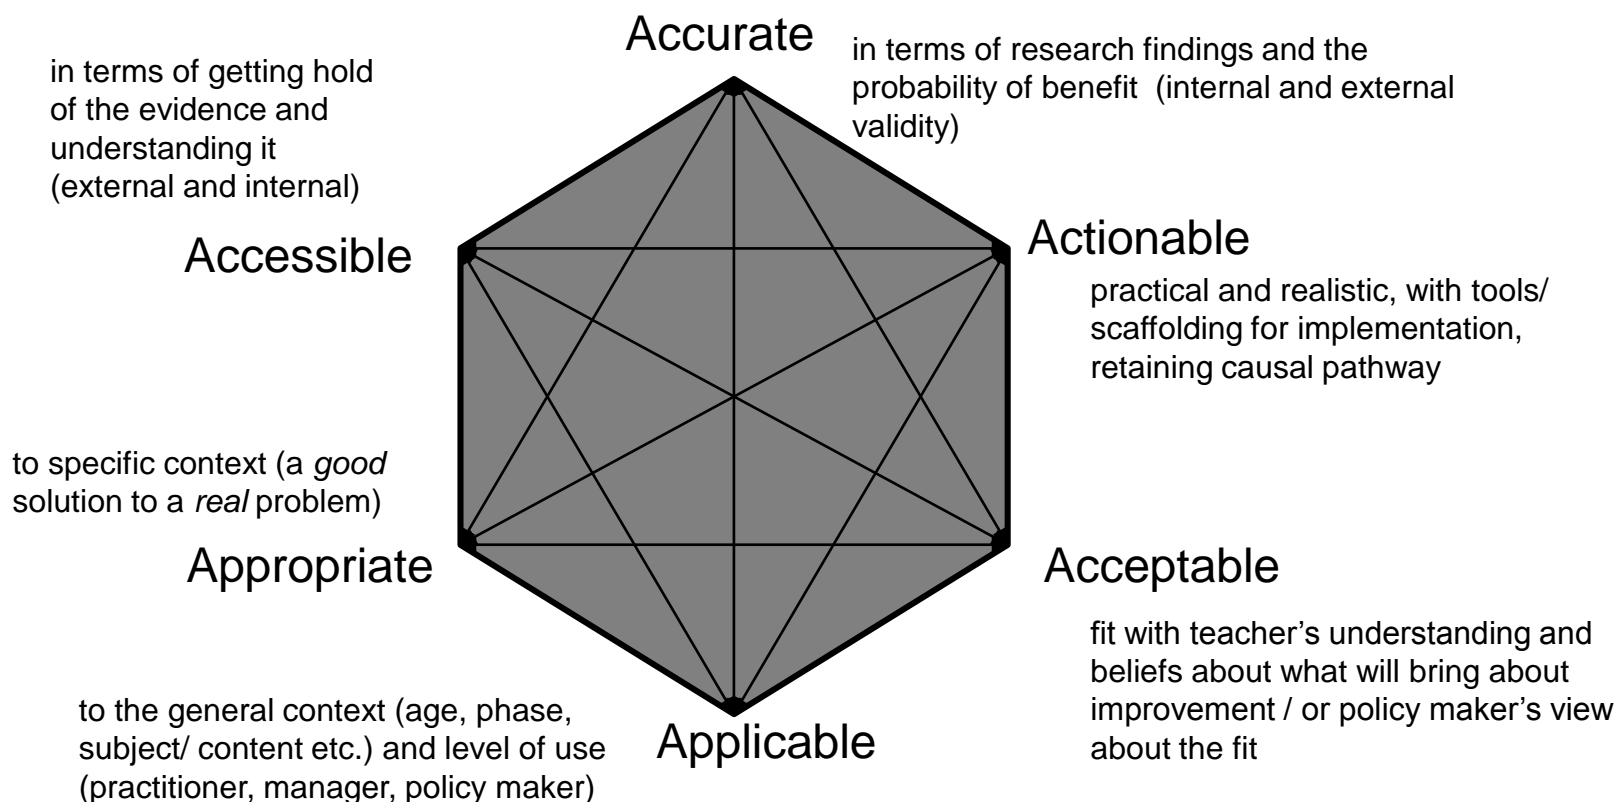 Accurate
in terms of research findings and the
probability of benefit (internal and external
validity)
in terms of getting hold
of the evidence and
understanding it
(external and internal)
Accessible
Actionable
practical and realistic, with tools/
scaffolding for implementation,
retaining causal pathway
to specific context (a good
solution to a real problem)
Appropriate
Acceptable
fit with teacher’s understanding and
beliefs about what will bring about
improvement / or policy maker’s view
about the fit
to the general context (age, phase,
subject/ content etc.) and level of use
(practitioner, manager, policy maker)
Applicable